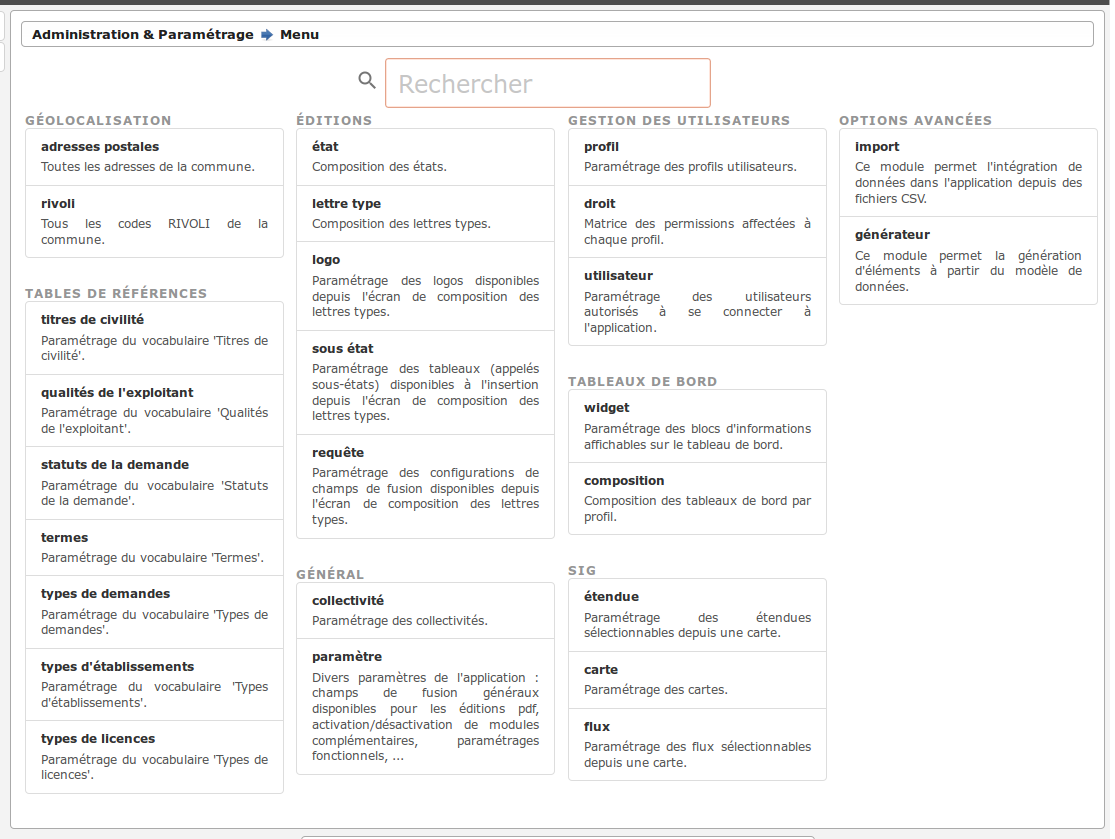 Administration & Paramétrage Menu
Rechercher
GÉOLOCALISATION
adresses postales
Toutes les adresses de la commune.
rivoli
Tous les codes RIVOLI de la
commune.
TABLES DE RÉFÉRENCES
titres de civilité
Paramétrage du vocabulaire 'Titres de
civilité'.
qualités de l'exploitant
Paramétrage du vocabulaire 'Qualités
de l'exploitant'.
statuts de la demande
Paramétrage du vocabulaire 'Statuts
de la demande'.
termes
Paramétrage du vocabulaire 'Termes'.
types de demandes
Paramétrage du vocabulaire 'Types de
demandes'.
types d'établissements
Paramétrage du vocabulaire 'Types
d'établissements'.
types de licences
Paramétrage du vocabulaire 'Types de
licences'.
ÉDITIONS
état
Composition des états.
lettre type
Composition des lettres types.
logo
Paramétrage des logos disponibles
depuis l'écran de composition des
lettres types.
sous état
Paramétrage des tableaux (appelés
sous-états) disponibles à l'insertion
depuis l'écran de composition des
lettres types.
requête
Paramétrage des configurations de
champs de fusion disponibles depuis
l'écran de composition des lettres
types.
GÉNÉRAL
collectivité
Paramétrage des collectivités.
paramètre
Divers paramètres de l'application :
champs de fusion généraux
disponibles pour les éditions pdf,
activation/désactivation de modules
complémentaires, paramétrages
fonctionnels, ...
GESTION DES UTILISATEURS
profil
Paramétrage des profils utilisateurs.
droit
Matrice des permissions affectées à
chaque profil.
utilisateur
Paramétrage des utilisateurs
autorisés à se connecter à
l'application.
TABLEAUX DE BORD
widget
Paramétrage des blocs d'informations
affichables sur le tableau de bord.
composition
Composition des tableaux de bord par
profil.
SIG
étendue
Paramétrage des étendues
sélectionnables depuis une carte.
carte
Paramétrage des cartes.
flux
Paramétrage des flux sélectionnables
depuis une carte.
OPTIONS AVANCÉES
import
Ce module permet l'intégration de
données dans l'application depuis des
fichiers CSV.
générateur
Ce module permet la génération
d'éléments à partir du modèle de
données.